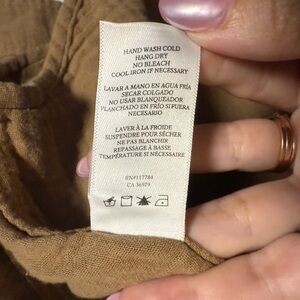 HAND WASH COLD
HANG DRY
NO BLEACH
COOL IRON IF NECESSARY
LAVAR A MANO EN AGUA FRÍA
SECAR COLGADO
NO USAR BLANQUEADOR
PLANCHADO EN FRÍO SI FUERA
NECESARIO
LAVER À LA FROIDE
SUSPENDRE POUR SÉCHER
NE PAS BLANCHIR
REPASSAGE À BASSE
TEMPÉRATURE SI NÉCESSAIRE
RN#117784
CA 36979